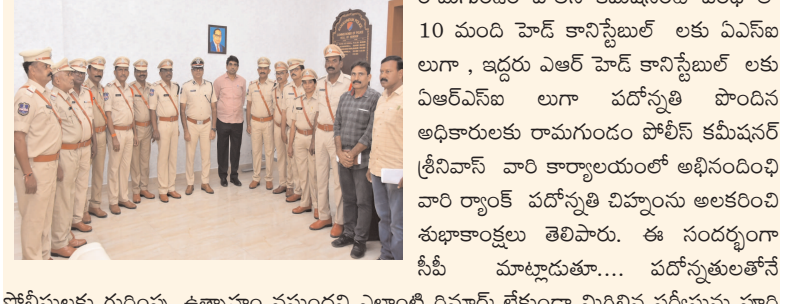 10 మంది హెడ్ కానిస్టేబుల్ లకు ఏఎస్ఐ
లుగా , ఇద్దరు ఎఆర్ హెడ్ కానిస్టేబుల్ లకు
ఏఆర్ఎస్ఐ లుగా పదోన్నతి పొందిన
అధికారులకు రామగుండం పోలీస్ కమీషనర్
శ్రీనివాస్ వారి కార్యాలయంలో అభినందించి
వారి ర్యాంక్ పదోన్నతి చిహ్నంను అలకరించి
శుభాకాంక్షలు తెలిపారు. ఈ సందర్భంగా
సీపీ మాట్లాడుతూ.... పదోన్నతులతోనే